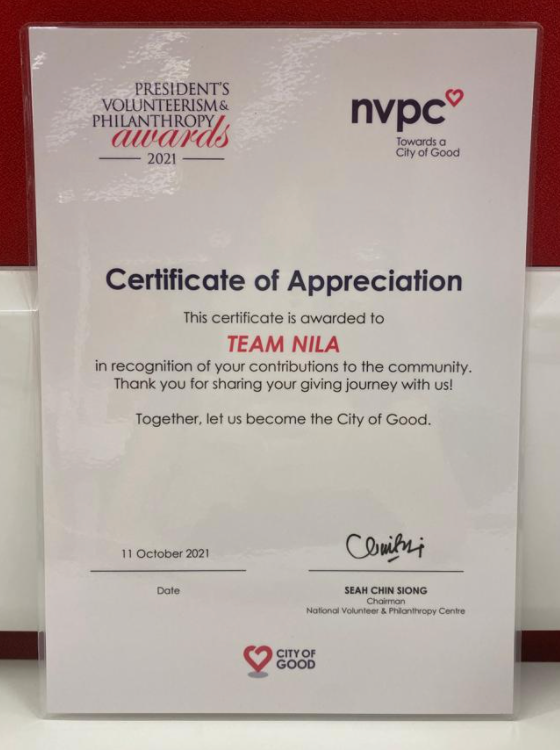 PRESIDENT'S
VOLUNTEERISM &
PHILANTHROPY
awards
2021
nvpc
Towards a
City of Good
Certificate of Appreciation
This certificate is awarded to
TEAM NILA
in recognition of your contributions to the community.
Thank you for sharing your giving journey with us!
Together, let us become the City of Good.
11 October 2021
Date
SEAH CHIN SIONG
Chairman
National Volunteer & Philanthropy Centre
CITY OF
GOOD